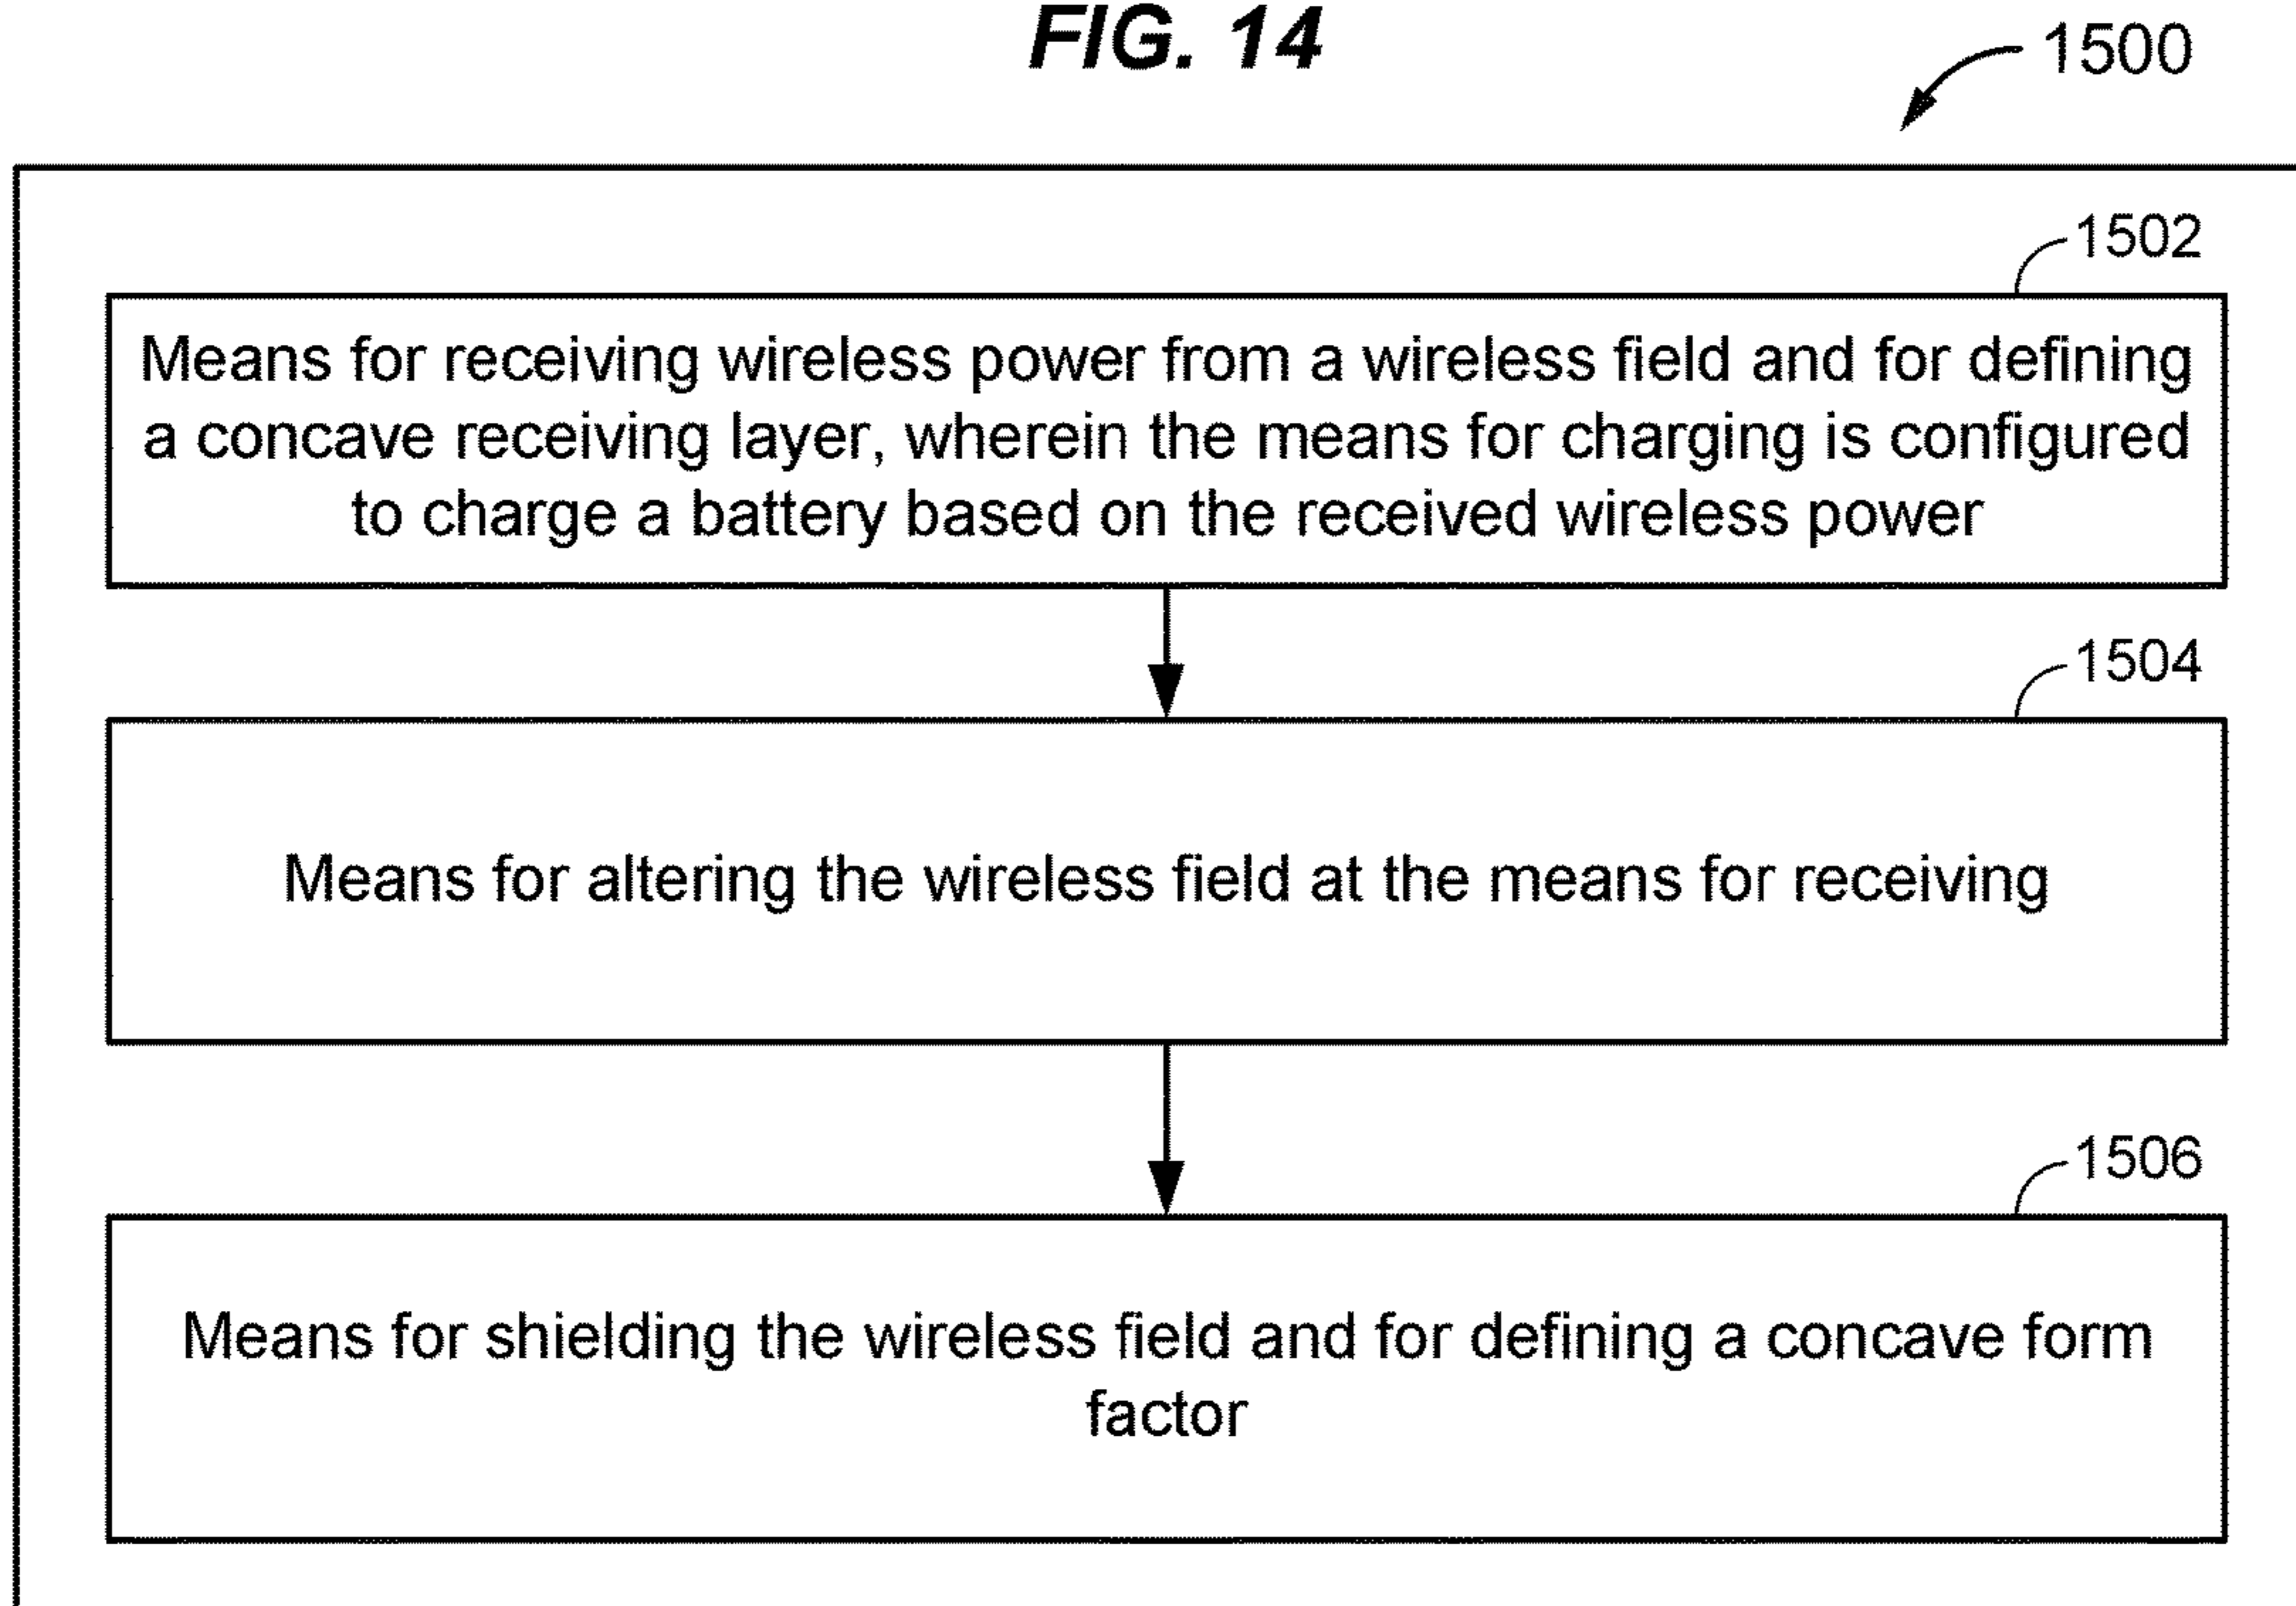 FIG. 14
1500
1502
Means for receiving wireless power from a wireless field and for defining
a concave receiving layer, wherein the means for charging is configured
to charge a battery based on the received wireless power
1504
Means for altering the wireless field at the means for receiving
1506
Means for shielding the wireless field and for defining a concave form
factor